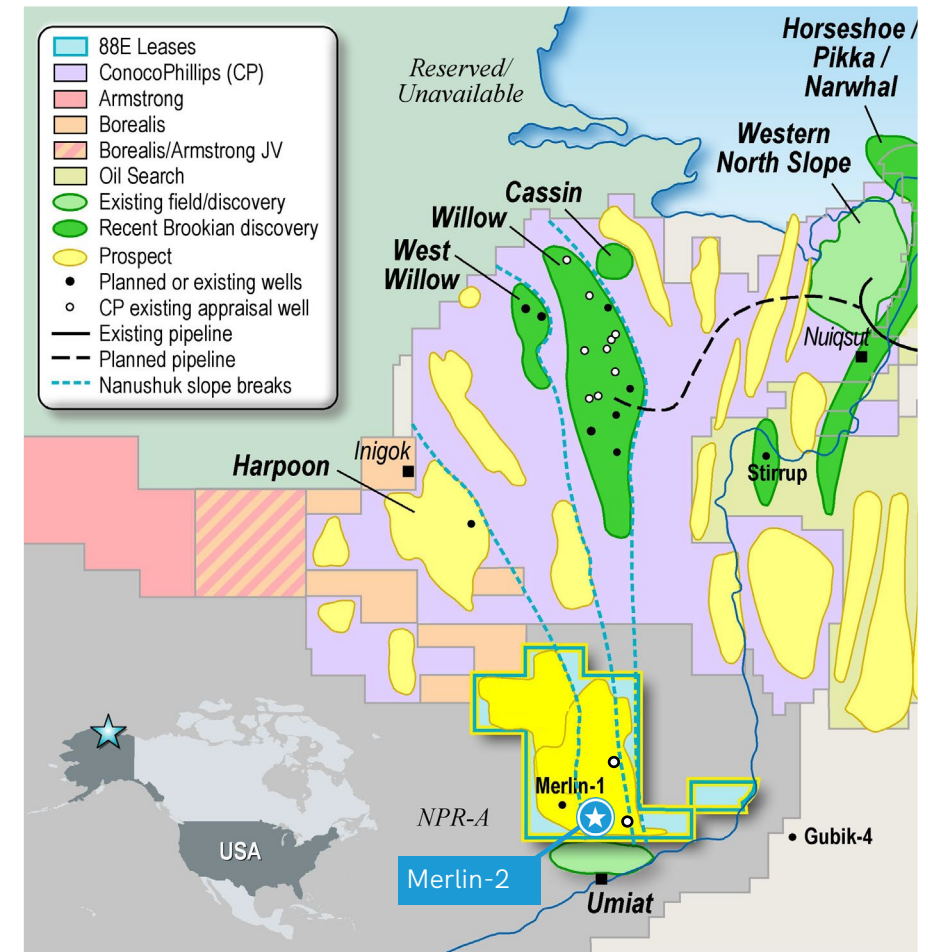 88E Leases
ConocoPhillips (CP)
Armstrong
Borealis
Borealis/Armstrong JV
Oil Search
Existing field/discovery
Recent Brookian discovery
Prospect
Planned or existing wells
CP existing appraisal well
Existing pipeline
Planned pipeline
Nanushuk slope breaks
Reserved/
Unavailable
Horseshoe /
Pikka /
Narwhal
Western
North Slope
Cassin
Willow
West
Willow
Nuiqsut
Inigok
Harpoon
Stirrup
Merlin-1
NPR-A
Gubik-4
USA
Merlin-2
Umiat